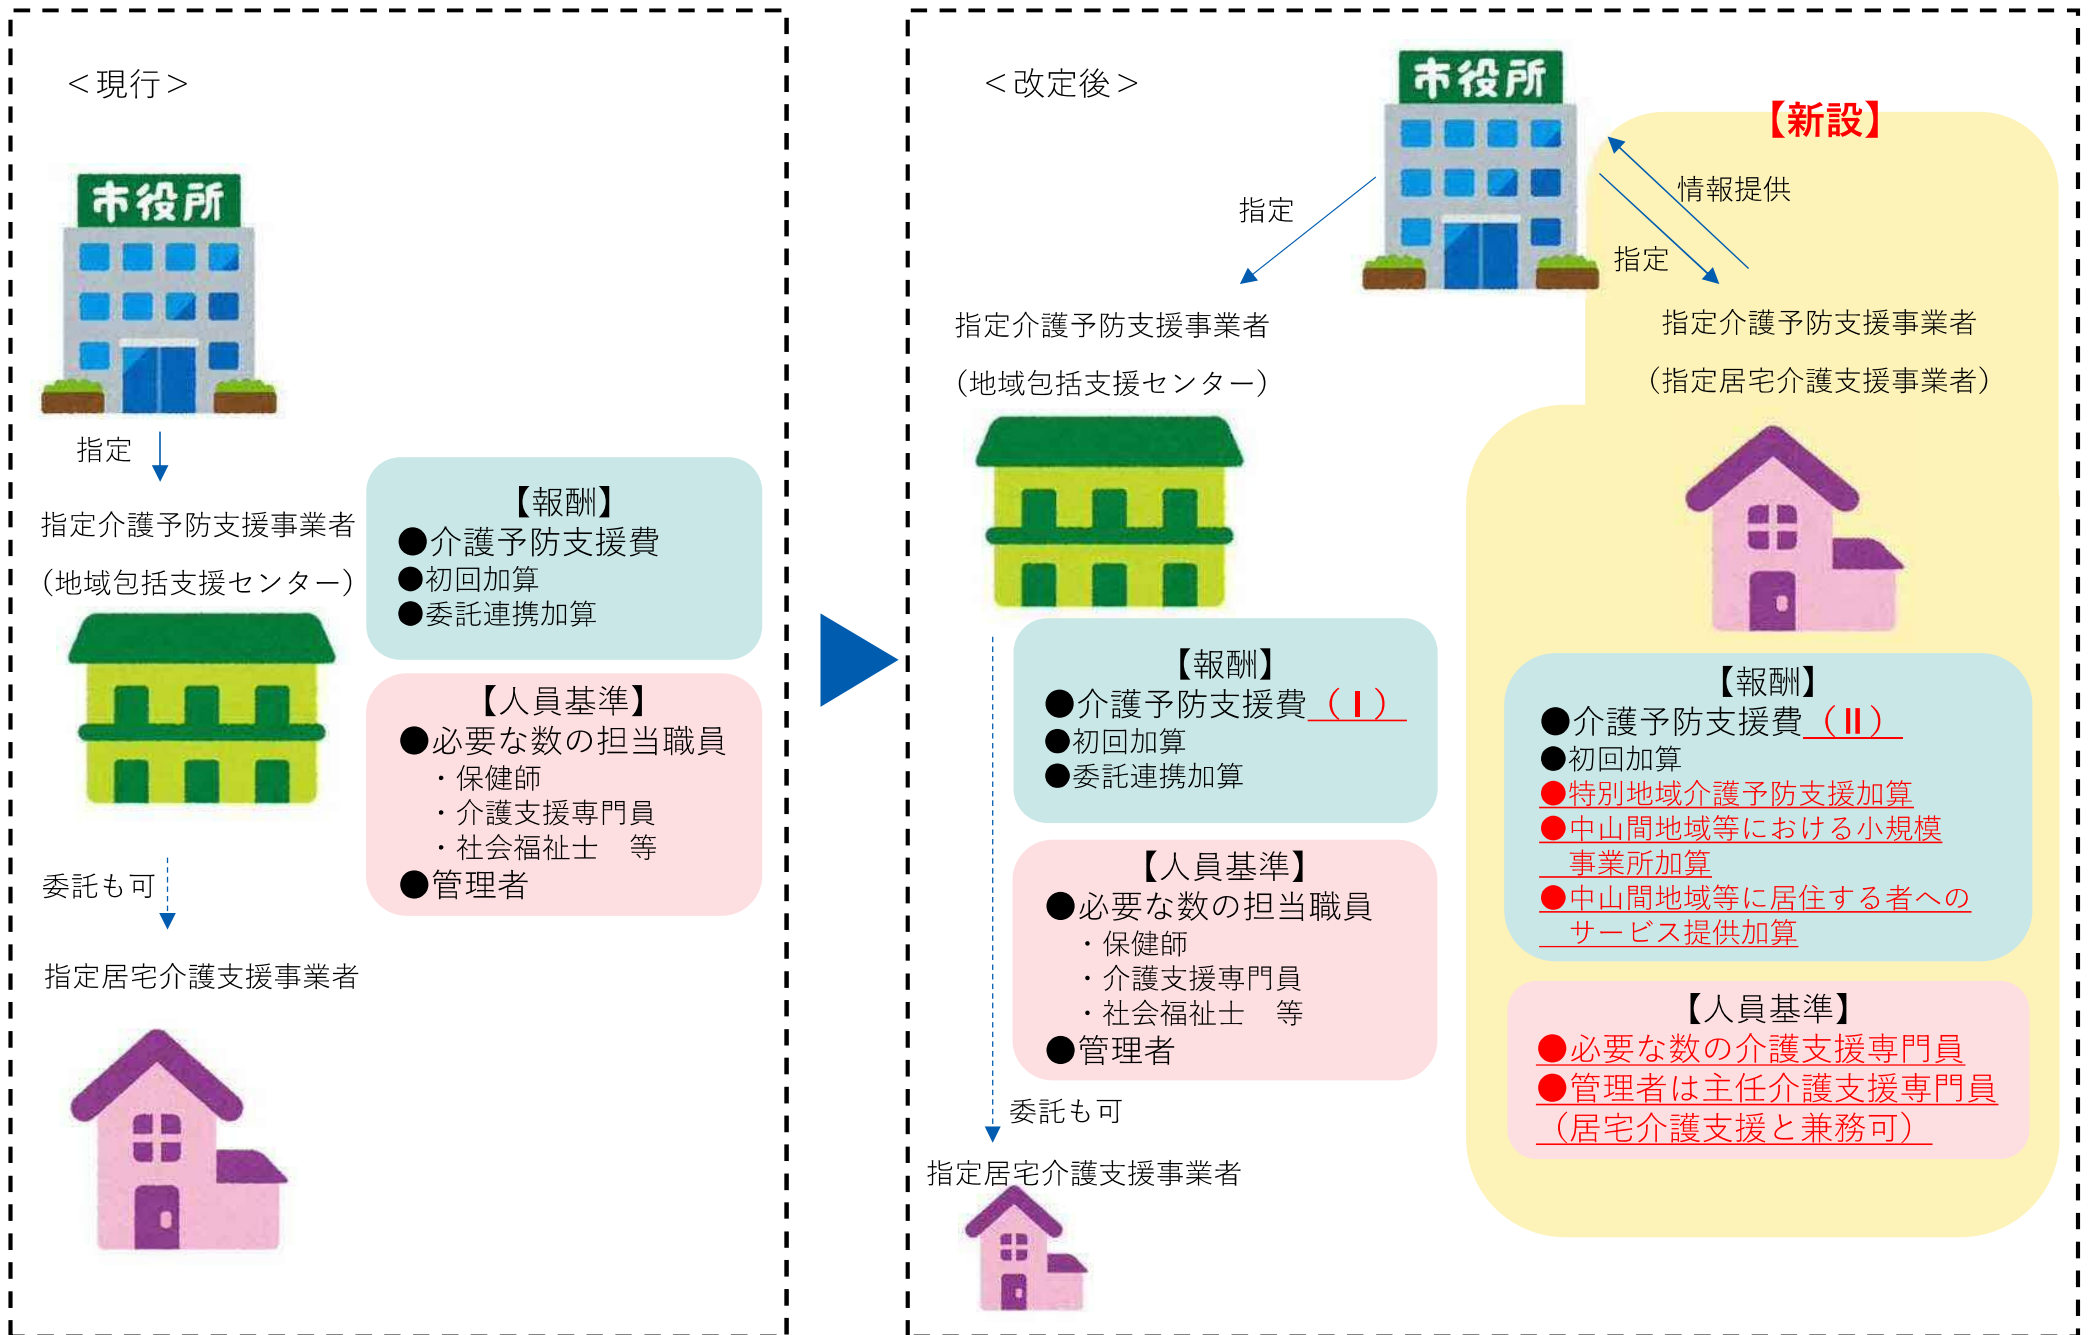 ＜現行＞
市役所
指定
指定介護予防支援事業者
（地域包括支援センター）
【報酬】
●介護予防支援費
●初回加算
●委託連携加算
【人員基準】
●必要な数の担当職員
・保健師
・介護支援専門員
・社会福祉士　等
●管理者
委託も可
指定居宅介護支援事業者
＜改定後＞
市役所
指定
指定介護予防支援事業者
（地域包括支援センター）
【報酬】
●介護予防支援費（Ⅰ）
●初回加算
●委託連携加算
【人員基準】
●必要な数の担当職員
・保健師
・介護支援専門員
・社会福祉士　等
●管理者
委託も可
指定居宅介護支援事業者
【新設】
情報提供
指定
指定介護予防支援事業者
（指定居宅介護支援事業者）
【報酬】
●介護予防支援費（Ⅱ）
●初回加算
●特別地域介護予防支援加算
●中山間地域等における小規模
事業所加算
●中山間地域等に居住する者への
サービス提供加算
【人員基準】
●必要な数の介護支援専門員
●管理者は主任介護支援専門員
（居宅介護支援と兼務可）